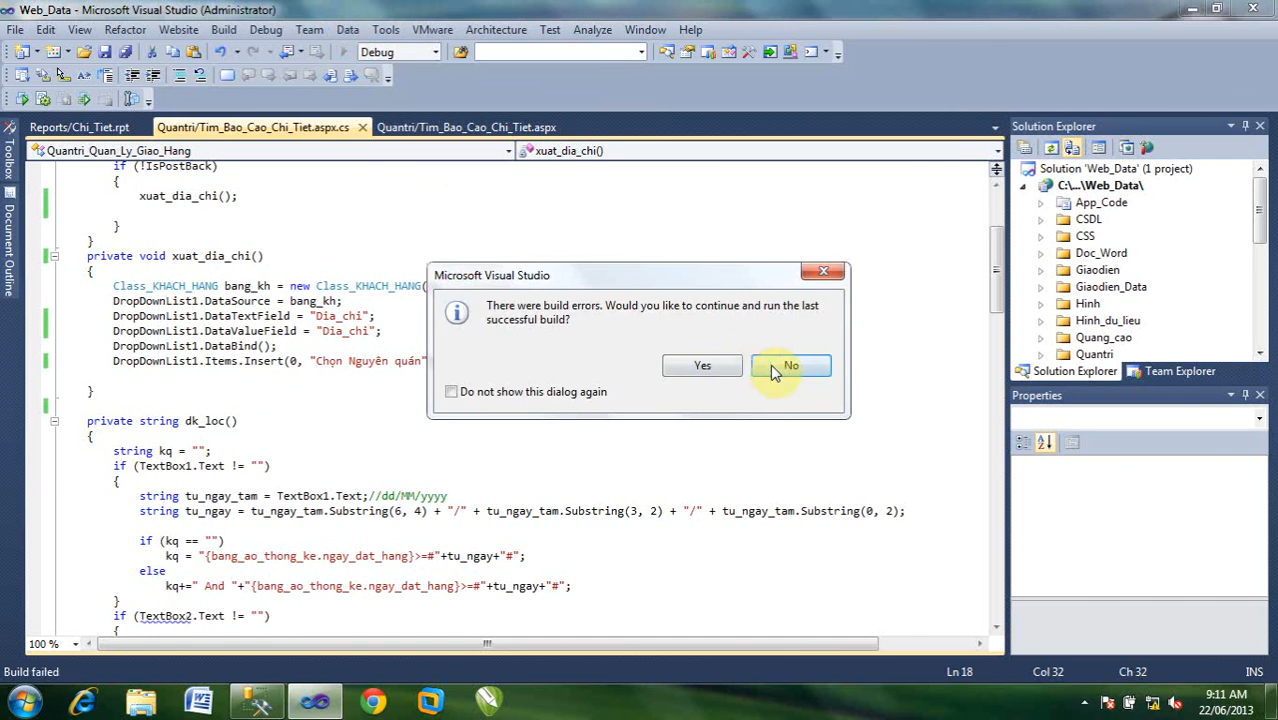 Web_Data - Microsoft Visual Studio (Administrator)
File Edit View Refactor Website Build Debug Team Data Tools VMware Architecture Test Analyze Window Help
Debug
Reports/Chi_Tiet.rpt Quantri/Tim_Bao_Cao_Chi_Tiet.aspx.cs Quantri/Tim_Bao_Cao_Chi_Tiet.aspx
Quantri_Quan_Ly_Giao_Hang xuat_dia_chi()
if (!IsPostBack)
{
xuat_dia_chi();
}
}
private void xuat_dia_chi()
{
Class_KHACH_HANG bang_kh = new Class_KHACH_HANG(
DropDownList1.DataSource = bang_kh;
DropDownList1.DataTextField = "Dia_chi";
DropDownList1.DataValueField = "Dia_chi";
DropDownList1.DataBind();
DropDownList1.Items.Insert(0, "Chọn Nguyên quán"
}
private string dk_loc()
{
string kq = "";
if (TextBox1.Text != "")
{
string tu_ngay_tam = TextBox1.Text;//dd/MM/yyyy
string tu_ngay = tu_ngay_tam.Substring(6, 4) + "/" + tu_ngay_tam.Substring(3, 2) + "/" + tu_ngay_tam.Substring(0, 2);
if (kq == "")
kq = "{bang_ao_thong_ke.ngay_dat_hang}>=#"+tu_ngay+"#";
else
kq+=" And "+"{bang_ao_thong_ke.ngay_dat_hang}>=#"+tu_ngay+"#";
}
if (TextBox2.Text != "")
{
100 %
Microsoft Visual Studio
There were build errors. Would you like to continue and run the last
successful build?
Yes No
Do not show this dialog again
Solution Explorer
Solution 'Web_Data' (1 project)
C:\...\Web_Data\
App_Code
CSDL
CSS
Doc_Word
Giaodien
Giaodien_Data
Hinh
Hinh_du_lieu
Quang_cao
Quantri
Solution Explorer Team Explorer
Properties
Toolbox
Document Outline
Build failed Ln 18 Col 32 Ch 32 INS
9:11 AM
22/06/2013